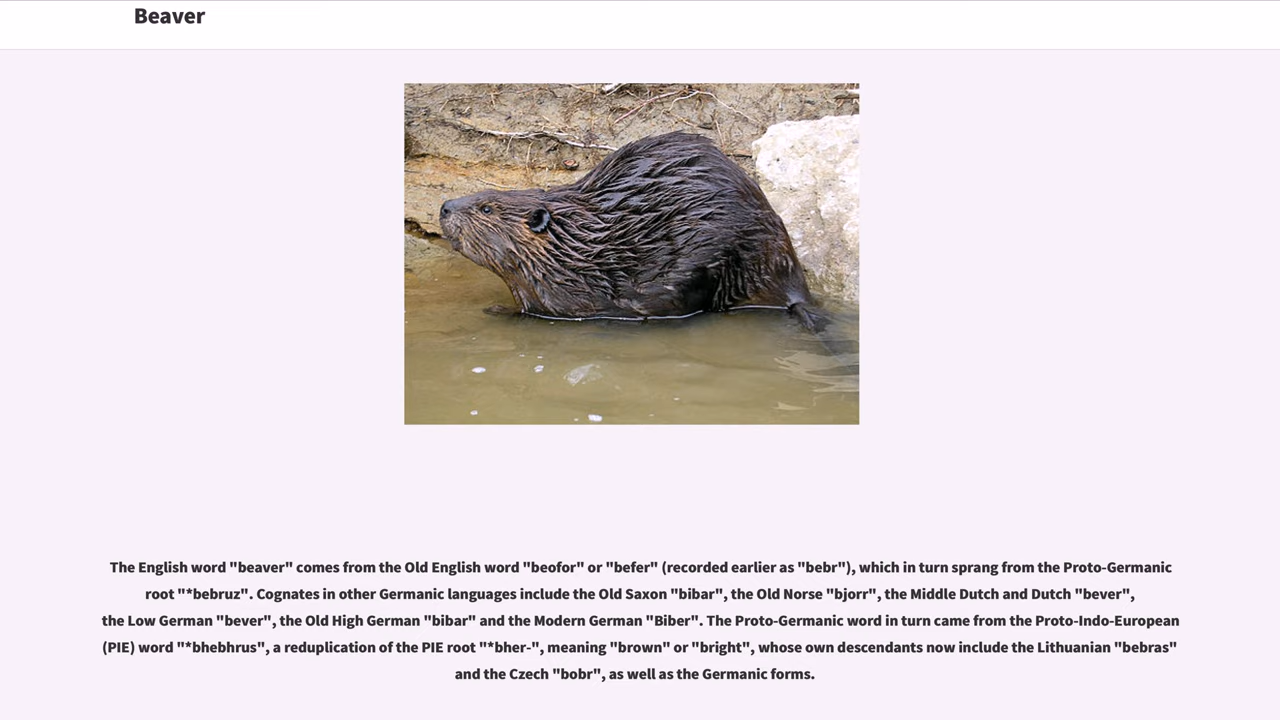 Beaver
The English word "beaver" comes from the Old English word "beofor" or "befer" (recorded earlier as "bebr"), which in turn sprang from the Proto-Germanic
root "*bebruz". Cognates in other Germanic languages include the Old Saxon "bibar", the Old Norse "bjorr", the Middle Dutch and Dutch "bever",
the Low German "bever", the Old High German "bibar" and the Modern German "Biber". The Proto-Germanic word in turn came from the Proto-Indo-European
(PIE) word "*bhebhrus", a reduplication of the PIE root "*bher-", meaning "brown" or "bright", whose own descendants now include the Lithuanian "bebras"
and the Czech "bobr", as well as the Germanic forms.